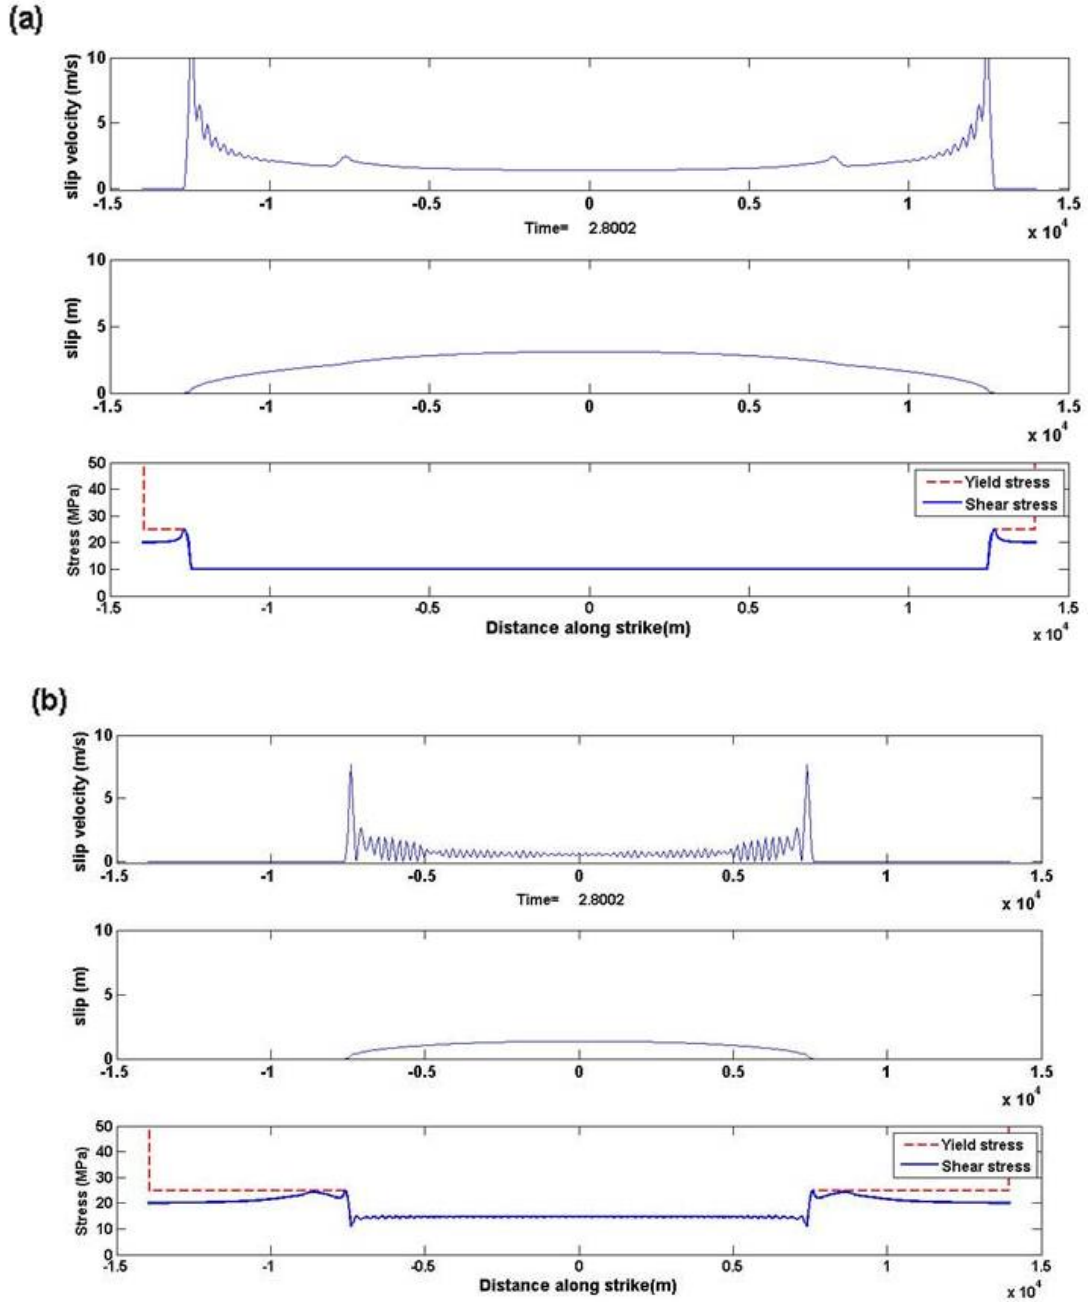 (a)
slip velocity (m/s)
10
5
0
-1.5 -1 -0.5 0 0.5 1 1.5
Time= 2.8002
x 10^4
slip (m)
10
5
0
-1.5 -1 -0.5 0 0.5 1 1.5
x 10^4
Stress (MPa)
50
40
30
20
10
0
Yield stress
Shear stress
-1.5 -1 -0.5 0 0.5 1 1.5
Distance along strike(m)
x 10^4
(b)
slip velocity (m/s)
10
5
0
-1.5 -1 -0.5 0 0.5 1 1.5
Time= 2.8002
x 10^4
slip (m)
10
5
0
-1.5 -1 -0.5 0 0.5 1 1.5
x 10^4
Stress (MPa)
50
40
30
20
10
0
Yield stress
Shear stress
-1.5 -1 -0.5 0 0.5 1 1.5
Distance along strike(m)
x 10^4